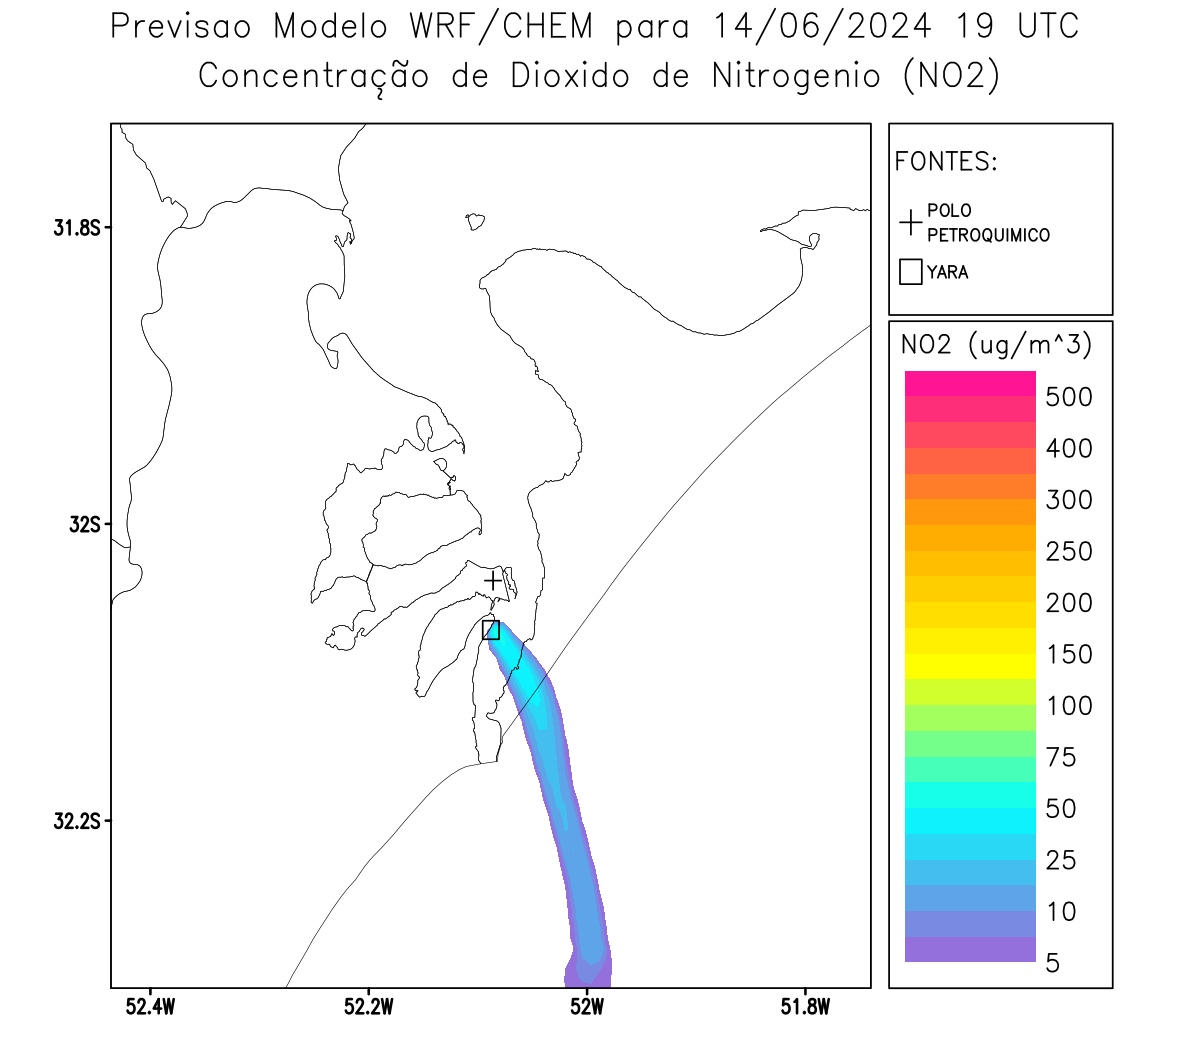 Previsao Modelo WRF/CHEM para 14/06/2024 19 UTC
Concentração de Dioxido de Nitrogenio (NO2)
FONTES:
POLO
PETROQUIMICO
YARA
31.8S
32S
32.2S
52.4W
52.2W
52W
51.8W
NO2 (ug/m^3)
500
400
300
250
200
150
100
75
50
25
10
5